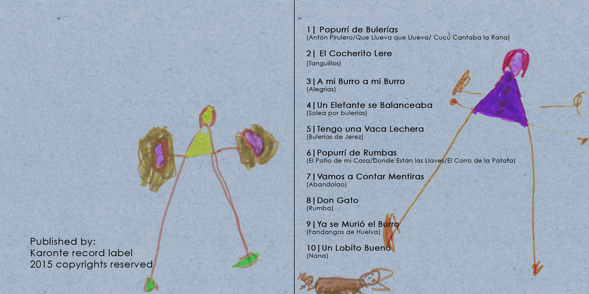 Published by:
Karonte record label
2015 copyrights reserved
1| Popurrí de Bulerías
(Antón Pirulero/Que Llueva que Llueva/ Cucú Cantaba la Rana)
2| El Cocherito Lere
(Tanguillos)
3|A mi Burro a mi Burro
(Alegrias)
4|Un Elefante se Balanceaba
(Solea por bulerias)
5|Tengo una Vaca Lechera
(Bulerias de Jerez)
6|Popurrí de Rumbas
(El Patio de mi Casa/Donde Están las Llaves/El Corro de la Patata)
7|Vamos a Contar Mentiras
(Abandolao)
8|Don Gato
(Rumba)
9|Ya se Murió el Burro
(Fandangos de Huelva)
10|Un Lobito Bueno
(Nana)